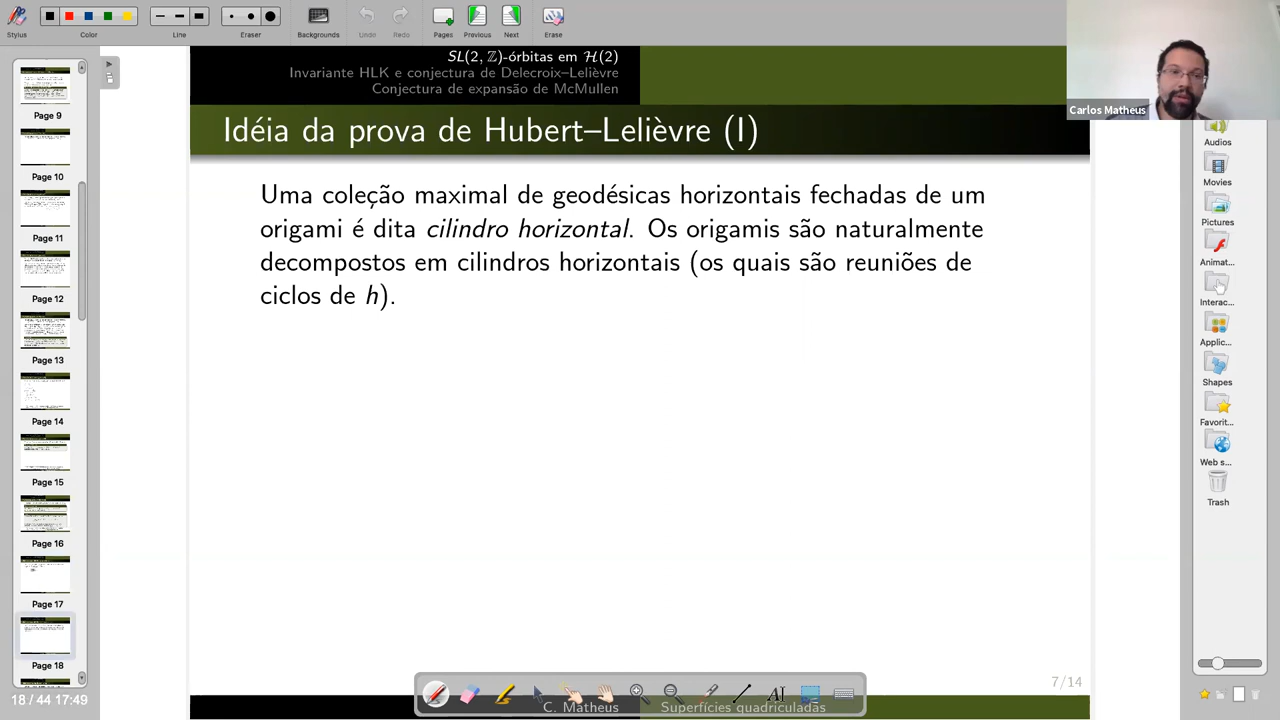 Stylus
Color
Line
Eraser
Backgrounds
Undo
Redo
Pages
Previous
Next
Erase
Page 9
Page 10
Page 11
Page 12
Page 13
Page 14
Page 15
Page 16
Page 17
Page 18
18 / 44 17:49
SL(2, ℤ)-órbitas em ℋ(2)
Invariante HLK e conjectura de Delecroix–Lelièvre
Conjectura de expansão de McMullen
Idéia da prova de Hubert–Lelièvre (I)
Uma coleção maximal de geodésicas horizontais fechadas de um
origami é dita cilindro horizontal. Os origamis são naturalmente
decompostos em cilindros horizontais (os quais são reuniões de
ciclos de h).
7/14
C. Matheus
Superfícies quadriculadas
Carlos Matheus
Audios
Movies
Pictures
Animat...
Interac...
Applic...
Shapes
Favorit...
Web s...
Trash